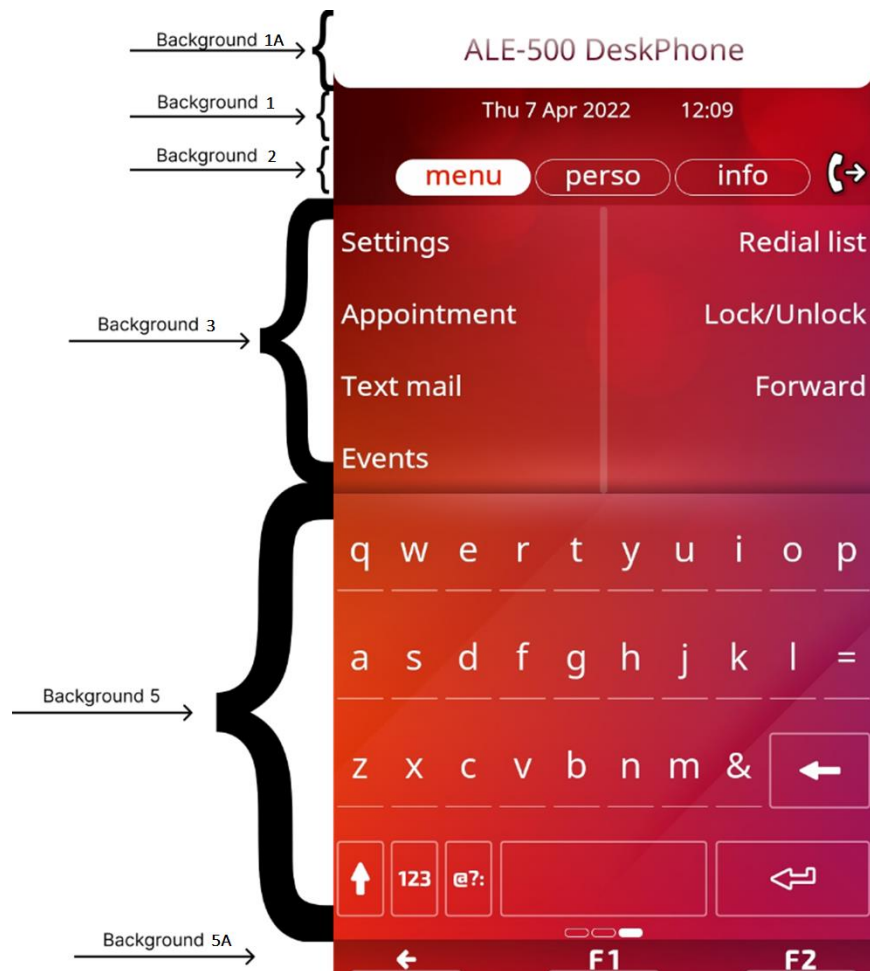 Background 1A
ALE-500 DeskPhone
Background 1
Thu 7 Apr 2022 12:09
Background 2
menu perso info
Settings Redial list
Background 3
Appointment Lock/Unlock
Text mail Forward
Events
q w e r t y u i o p
a s d f g h j k l =
Background 5
z x c v b n m &
123 @?:
Background 5A
F1 F2